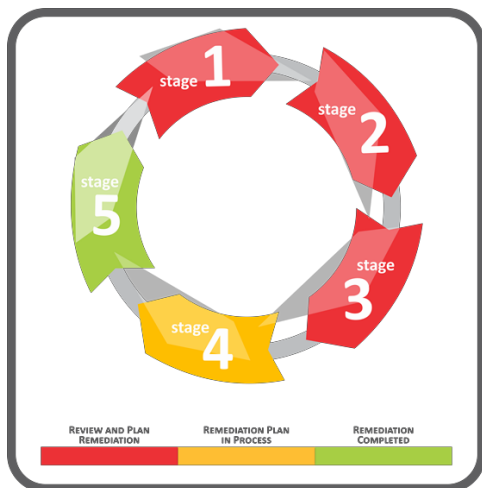 stage 1
stage 2
stage 3
stage 4
stage 5
REVIEW AND PLAN
REMEDIATION
REMEDIATION PLAN
IN PROCESS
REMEDIATION
COMPLETED